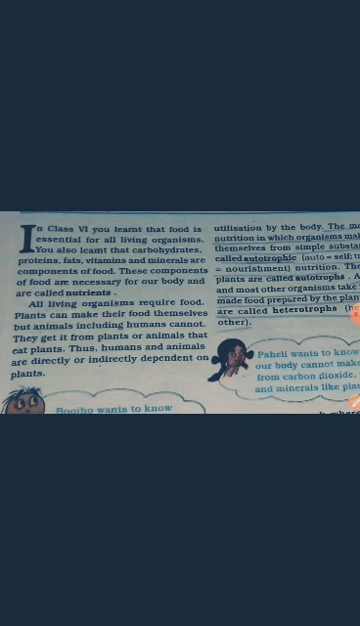 In Class VI you learnt that food is
essential for all living organisms.
You also learnt that carbohydrates,
proteins, fats, vitamins and minerals are
components of food. These components
of food are necessary for our body and
are called nutrients .
All living organisms require food.
Plants can make their food themselves
but animals including humans cannot.
They get it from plants or animals that
eat plants. Thus, humans and animals
are directly or indirectly dependent on
plants.
Boojho wants to know
utilisation by the body. The
nutrition in which organisms
themselves from simple
called autotrophic (auto = self;
= nourishment) nutrition.
plants are called autotrophs .
and most other organisms take
made food prepared by the
are called heterotrophs
other).
Paheli wants to know
our body cannot make
from carbon dioxide,
and minerals like